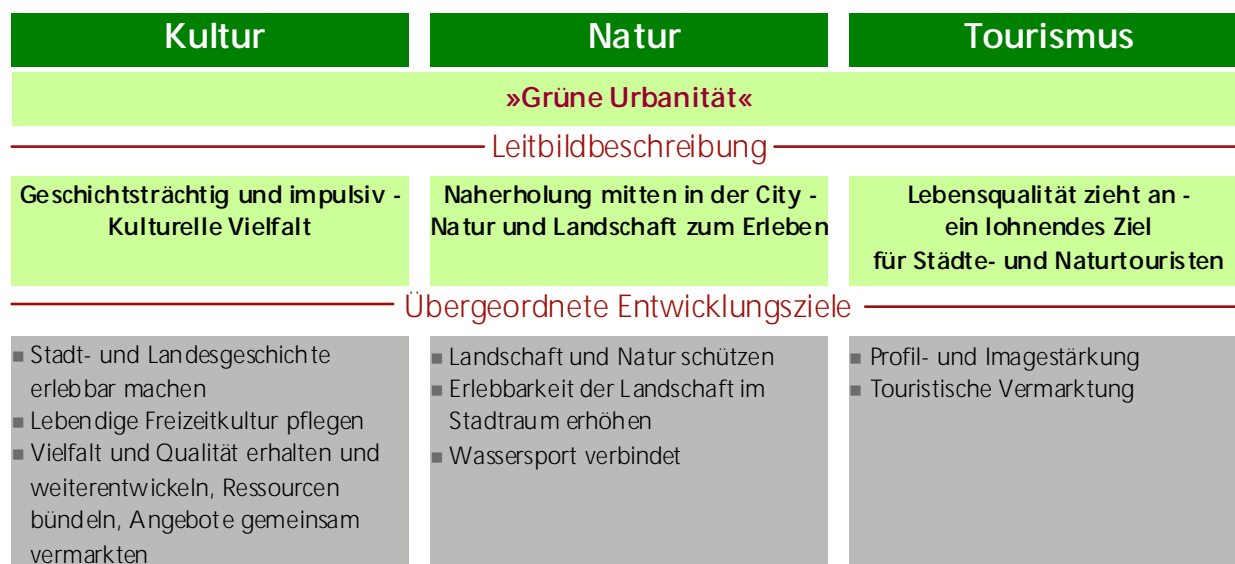 Kultur
Natur
Tourismus
»Grüne Urbanität«
Leitbildbeschreibung
Geschichtsträchtig und impulsiv -
Kulturelle Vielfalt
Naherholung mitten in der City -
Natur und Landschaft zum Erleben
Lebensqualität zieht an -
ein lohnendes Ziel
für Städte- und Naturtouristen
Übergeordnete Entwicklungsziele
■ Stadt- und Landesgeschichte
erlebbar machen
■ Lebendige Freizeitkultur pflegen
■ Vielfalt und Qualität erhalten und
weiterentwickeln, Ressourcen
bündeln, Angebote gemeinsam
vermarkten
■ Landschaft und Natur schützen
■ Erlebbarkeit der Landschaft im
Stadtraum erhöhen
■ Wassersport verbindet
■ Profil- und Imagestärkung
■ Touristische Vermarktung